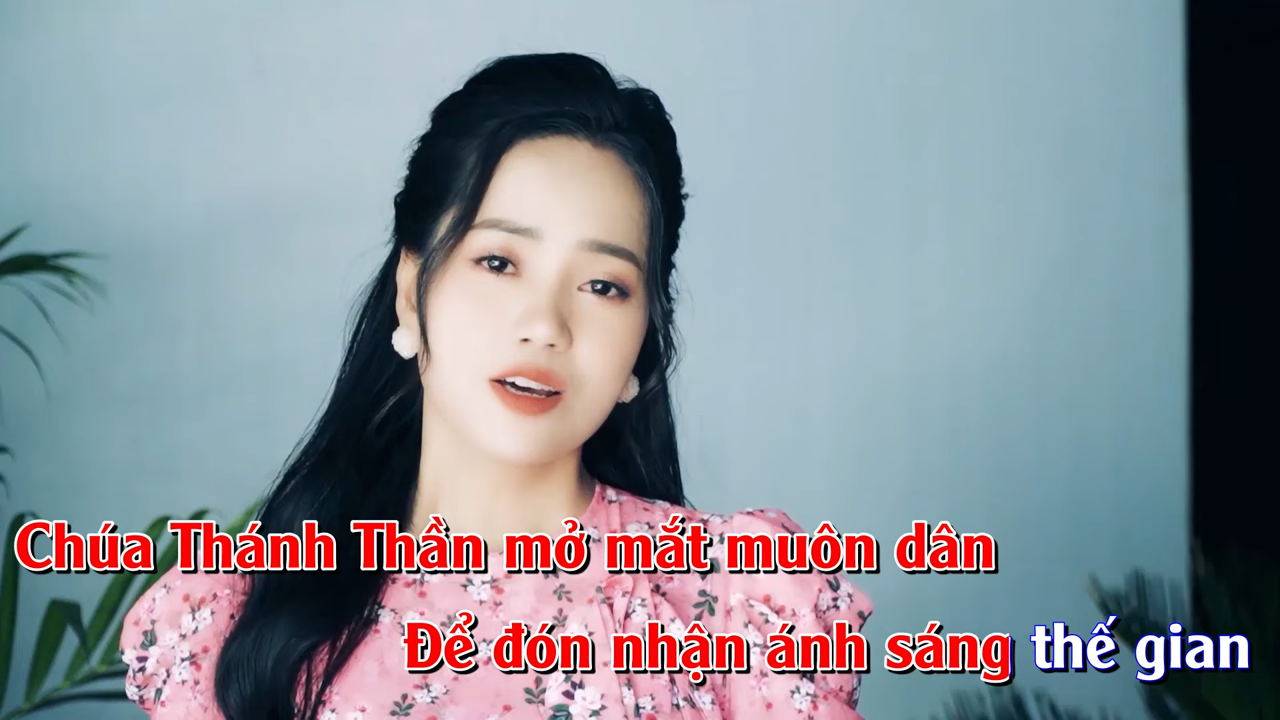 Chúa Thánh Thần mở mắt muôn dân
Để đón nhận ánh sáng thế gian